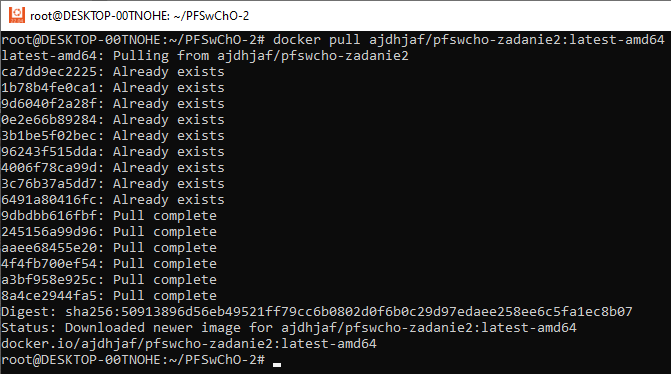 root@DESKTOP-00TNOHE: ~/PFSwChO-2
root@DESKTOP-00TNOHE:~/PFSwChO-2# docker pull ajdhjaf/pfswcho-zadanie2:latest-amd64
latest-amd64: Pulling from ajdhjaf/pfswcho-zadanie2
ca7dd9ec2225: Already exists
1b78b4fe0ca1: Already exists
9d6040f2a28f: Already exists
0e2e66b89284: Already exists
3b1be5f02bec: Already exists
96243f515dda: Already exists
4006f78ca99d: Already exists
3c76b37a5dd7: Already exists
6491a80416fc: Already exists
9dbdbb616fbf: Pull complete
245156a99d96: Pull complete
aaee68455e20: Pull complete
4f4fb700ef54: Pull complete
a3bf958e925c: Pull complete
8a4ce2944fa5: Pull complete
Digest: sha256:50913896d56eb49521ff79cc6b0802d0f6b0c29d97edaee258ee6c5fa1ec8b07
Status: Downloaded newer image for ajdhjaf/pfswcho-zadanie2:latest-amd64
docker.io/ajdhjaf/pfswcho-zadanie2:latest-amd64
root@DESKTOP-00TNOHE:~/PFSwChO-2#